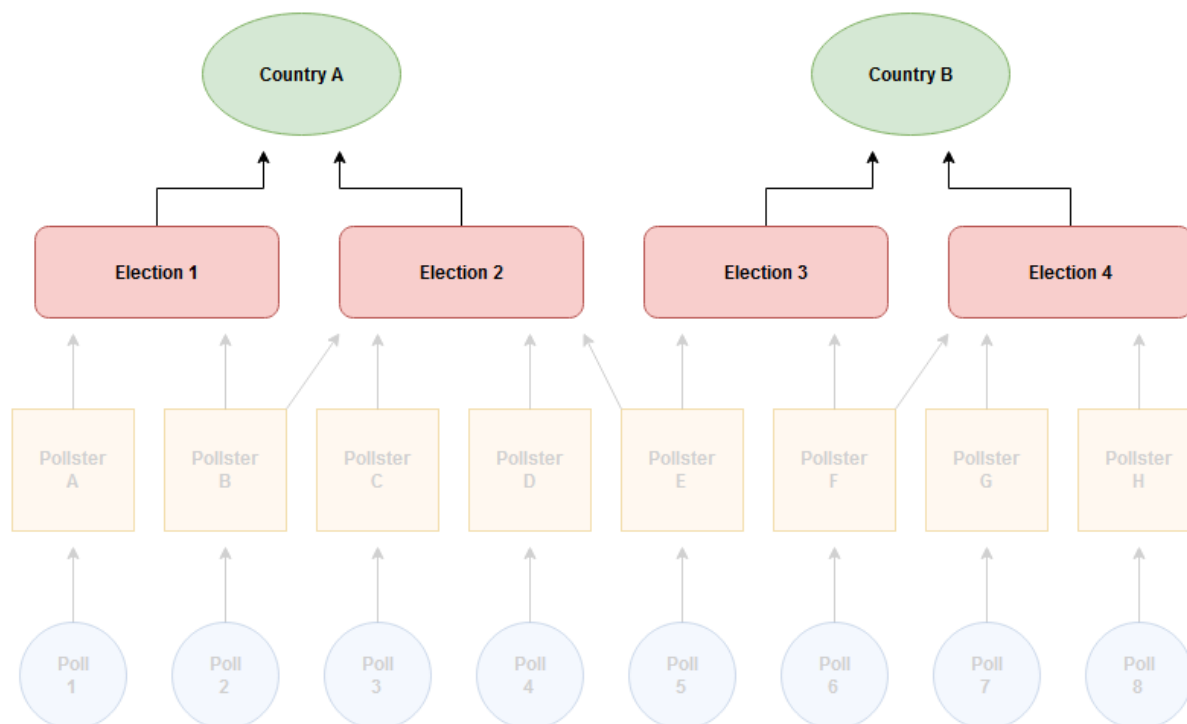 Country A
Country B
Election 1
Election 2
Election 3
Election 4
Pollster
A
Pollster
B
Pollster
C
Pollster
D
Pollster
E
Pollster
F
Pollster
G
Pollster
H
Poll
1
Poll
2
Poll
3
Poll
4
Poll
5
Poll
6
Poll
7
Poll
8